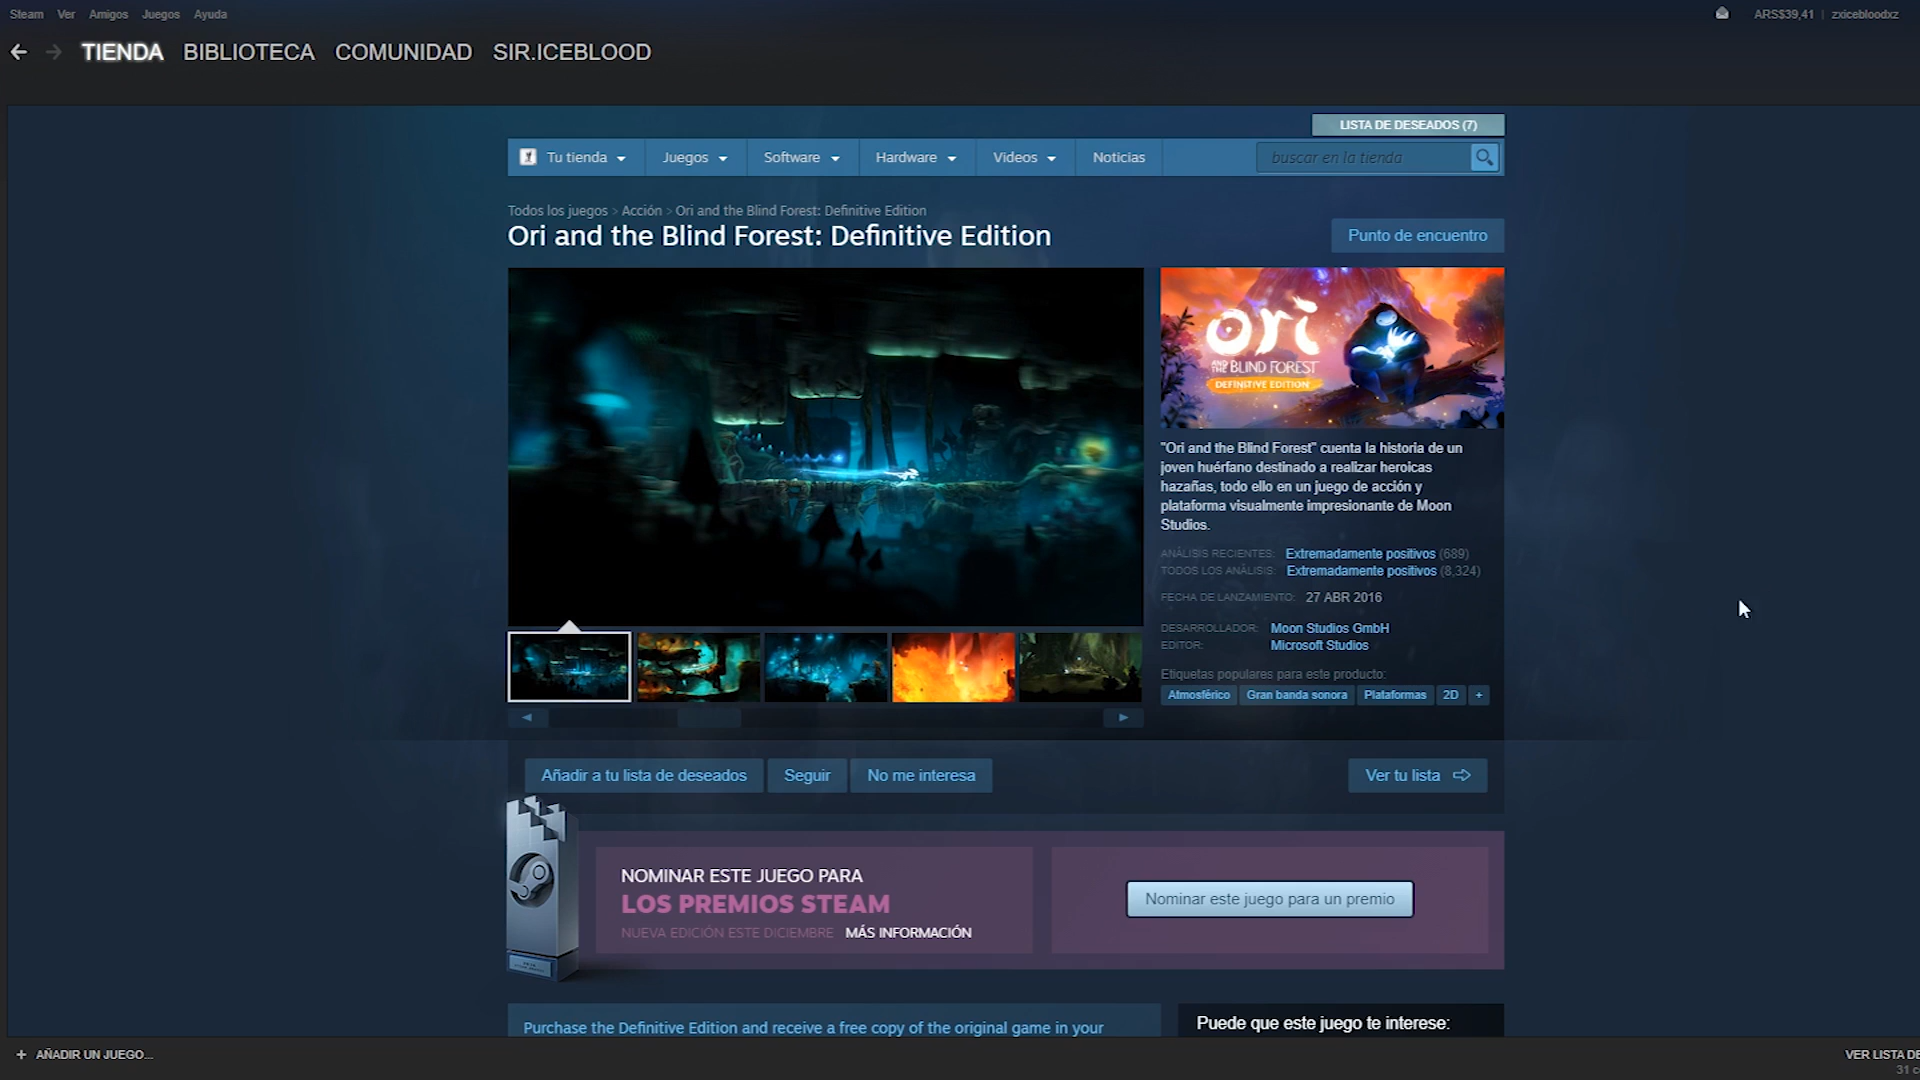 Steam Ver Amigos Juegos Ayuda
ARS$39,41 | zxicebloodxz
TIENDA BIBLIOTECA COMUNIDAD SIR.ICEBLOOD
LISTA DE DESEADOS (7)
Tu tienda Juegos Software Hardware Videos Noticias
buscar en la tienda
Todos los juegos > Acción > Ori and the Blind Forest: Definitive Edition
Ori and the Blind Forest: Definitive Edition
Punto de encuentro
ori
AND THE BLIND FOREST
DEFINITIVE EDITION
"Ori and the Blind Forest" cuenta la historia de un
joven huérfano destinado a realizar heroicas
hazañas, todo ello en un juego de acción y
plataforma visualmente impresionante de Moon
Studios.
ANÁLISIS RECIENTES: Extremadamente positivos (689)
TODOS LOS ANÁLISIS: Extremadamente positivos (8,324)
FECHA DE LANZAMIENTO: 27 ABR 2016
DESARROLLADOR: Moon Studios GmbH
EDITOR: Microsoft Studios
Etiquetas populares para este producto:
Atmosférico Gran banda sonora Plataformas 2D +
Añadir a tu lista de deseados Seguir No me interesa Ver tu lista
NOMINAR ESTE JUEGO PARA
LOS PREMIOS STEAM
NUEVA EDICIÓN ESTE DICIEMBRE MÁS INFORMACIÓN
Nominar este juego para un premio
Purchase the Definitive Edition and receive a free copy of the original game in your
Puede que este juego te interese:
+ AÑADIR UN JUEGO...
VER LISTA DE
31 c